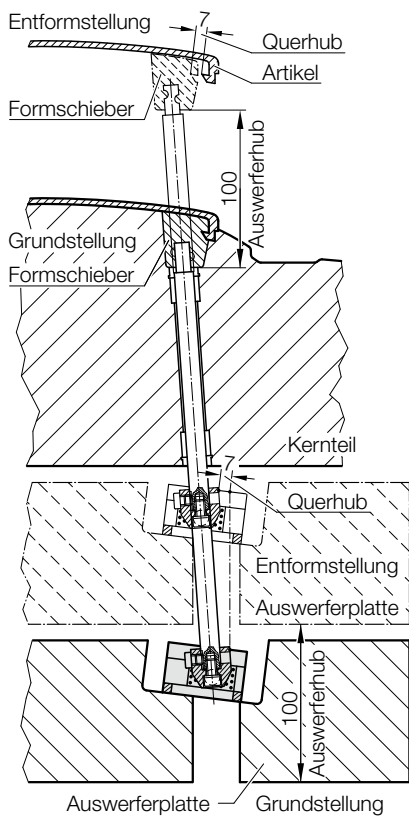 Entformstellung
7
Querhub
Artikel
Formschieber
100
Auswerferhub
Grundstellung
Formschieber
Kernteil
7
Querhub
Entformstellung
Auswerferplatte
100
Auswerferhub
Auswerferplatte
Grundstellung